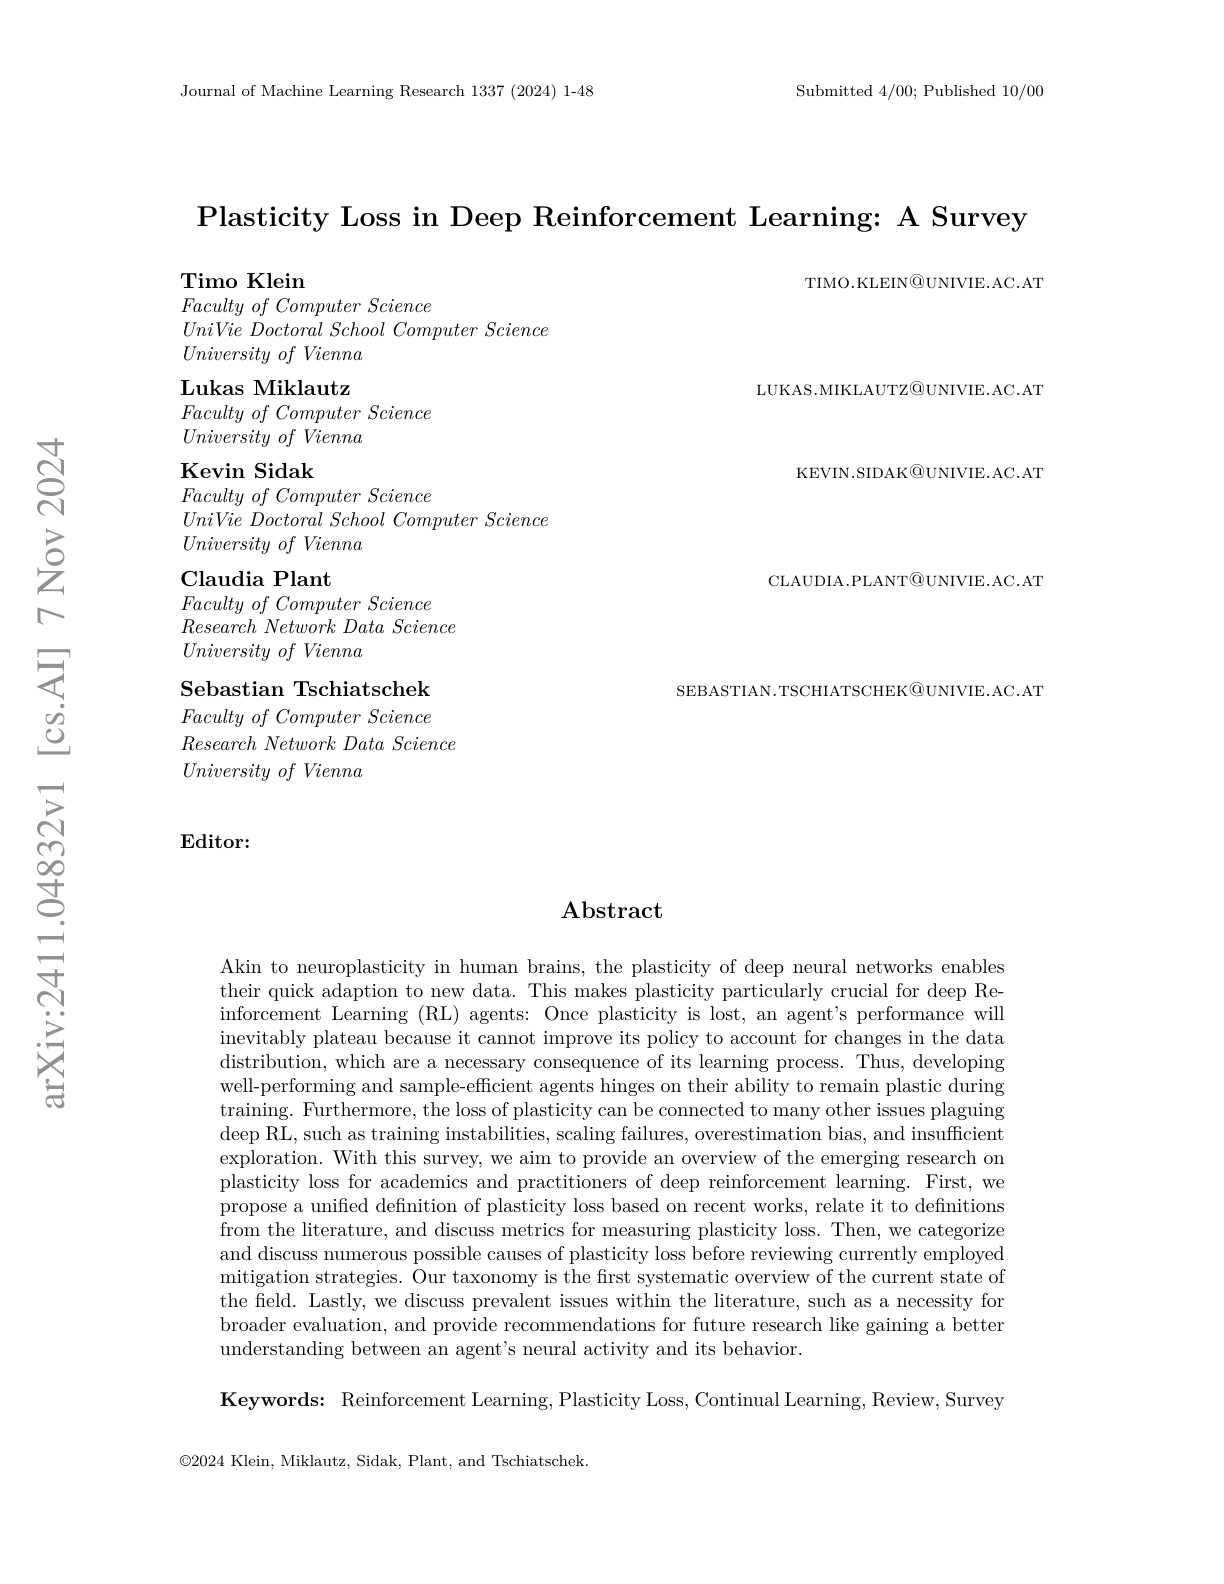 Journal of Machine Learning Research 1337 (2024) 1-48 Submitted 4/00; Published 10/00
Plasticity Loss in Deep Reinforcement Learning: A Survey
Timo Klein TIMO.KLEIN@UNIVIE.AC.AT
Faculty of Computer Science
UniVie Doctoral School Computer Science
University of Vienna
Lukas Miklautz LUKAS.MIKLAUTZ@UNIVIE.AC.AT
Faculty of Computer Science
University of Vienna
Kevin Sidak KEVIN.SIDAK@UNIVIE.AC.AT
Faculty of Computer Science
UniVie Doctoral School Computer Science
University of Vienna
Claudia Plant CLAUDIA.PLANT@UNIVIE.AC.AT
Faculty of Computer Science
Research Network Data Science
University of Vienna
Sebastian Tschiatschek SEBASTIAN.TSCHIATSCHEK@UNIVIE.AC.AT
Faculty of Computer Science
Research Network Data Science
University of Vienna
Editor:
Abstract
Akin to neuroplasticity in human brains, the plasticity of deep neural networks enables
their quick adaption to new data. This makes plasticity particularly crucial for deep Re-
inforcement Learning (RL) agents: Once plasticity is lost, an agent's performance will
inevitably plateau because it cannot improve its policy to account for changes in the data
distribution, which are a necessary consequence of its learning process. Thus, developing
well-performing and sample-efficient agents hinges on their ability to remain plastic during
training. Furthermore, the loss of plasticity can be connected to many other issues plaguing
deep RL, such as training instabilities, scaling failures, overestimation bias, and insufficient
exploration. With this survey, we aim to provide an overview of the emerging research on
plasticity loss for academics and practitioners of deep reinforcement learning. First, we
propose a unified definition of plasticity loss based on recent works, relate it to definitions
from the literature, and discuss metrics for measuring plasticity loss. Then, we categorize
and discuss numerous possible causes of plasticity loss before reviewing currently employed
mitigation strategies. Our taxonomy is the first systematic overview of the current state of
the field. Lastly, we discuss prevalent issues within the literature, such as a necessity for
broader evaluation, and provide recommendations for future research like gaining a better
understanding between an agent's neural activity and its behavior.
Keywords: Reinforcement Learning, Plasticity Loss, Continual Learning, Review, Survey
©2024 Klein, Miklautz, Sidak, Plant, and Tschiatschek.
arXiv:2411.04832v1 [cs.AI] 7 Nov 2024